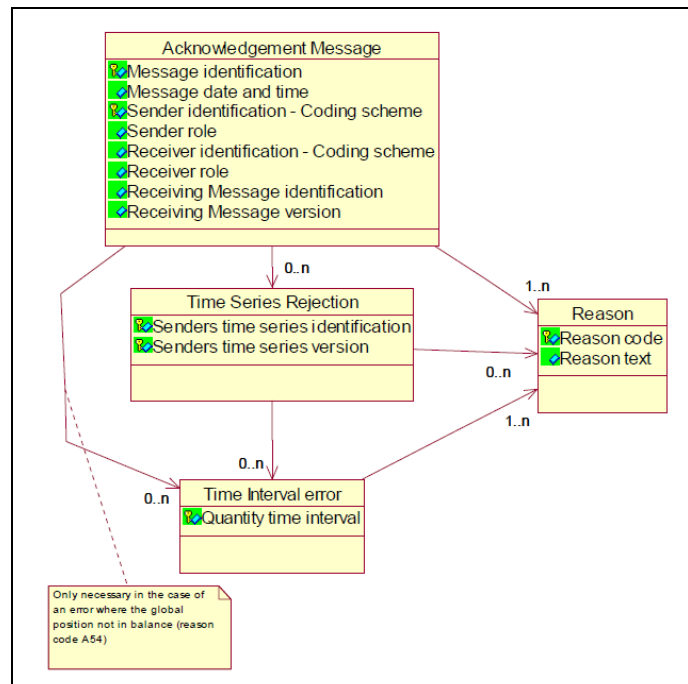 Acknowledgement Message
Message identification
Message date and time
Sender identification - Coding scheme
Sender role
Receiver identification - Coding scheme
Receiver role
Receiving Message identification
Receiving Message version
0..n
1..n
Time Series Rejection
Senders time series identification
Senders time series version
Reason
Reason code
Reason text
0..n
1..n
0..n
0..n
Time Interval error
Quantity time interval
Only necessary in the case of
an error where the global
position not in balance (reason
code A54)